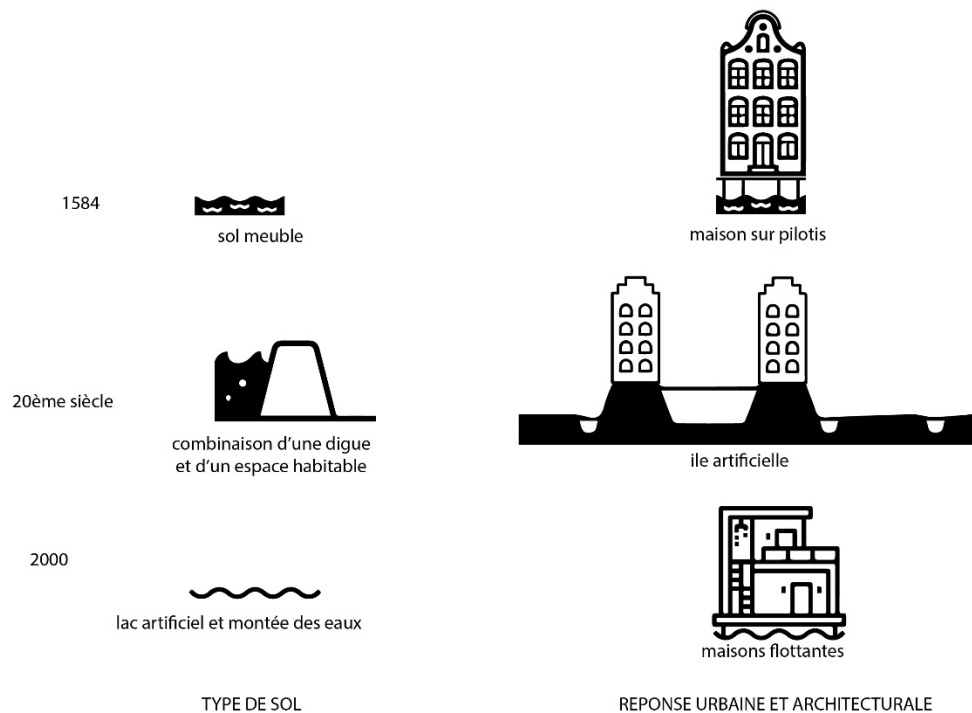 1584
sol meuble
maison sur pilotis
20ème siècle
combinaison d'une digue
et d'un espace habitable
ile artificielle
2000
lac artificiel et montée des eaux
maisons flottantes
TYPE DE SOL
REPONSE URBAINE ET ARCHITECTURALE